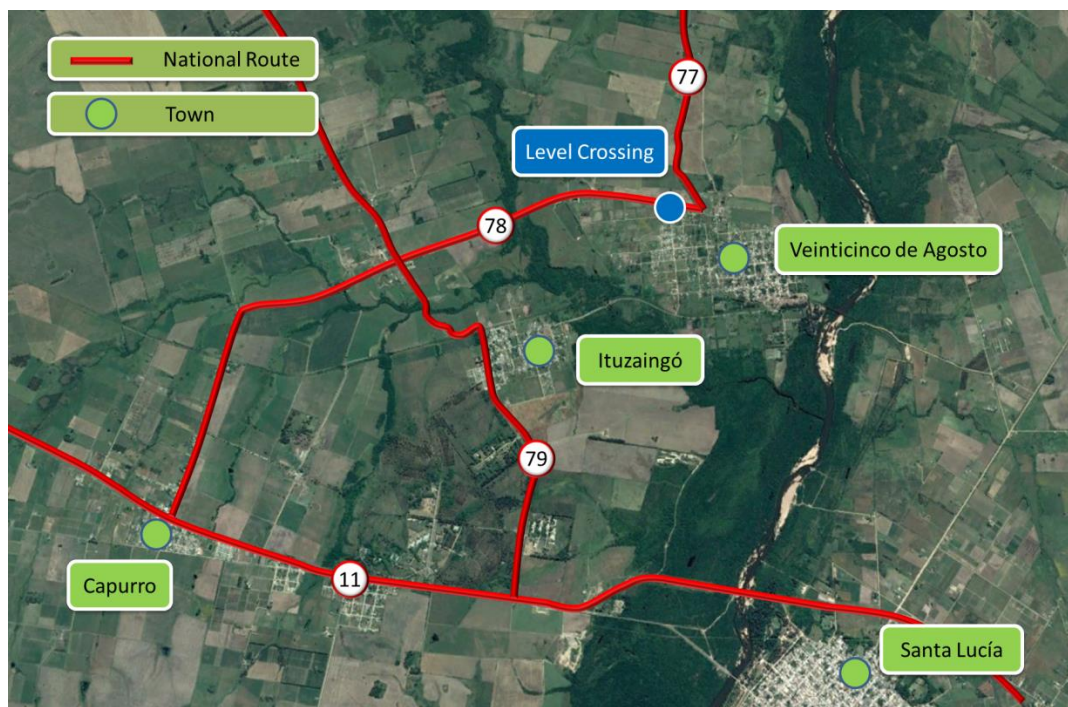 National Route
Town
77
Level Crossing
78
Veinticinco de Agosto
Ituzaingó
79
Capurro
11
Santa Lucía